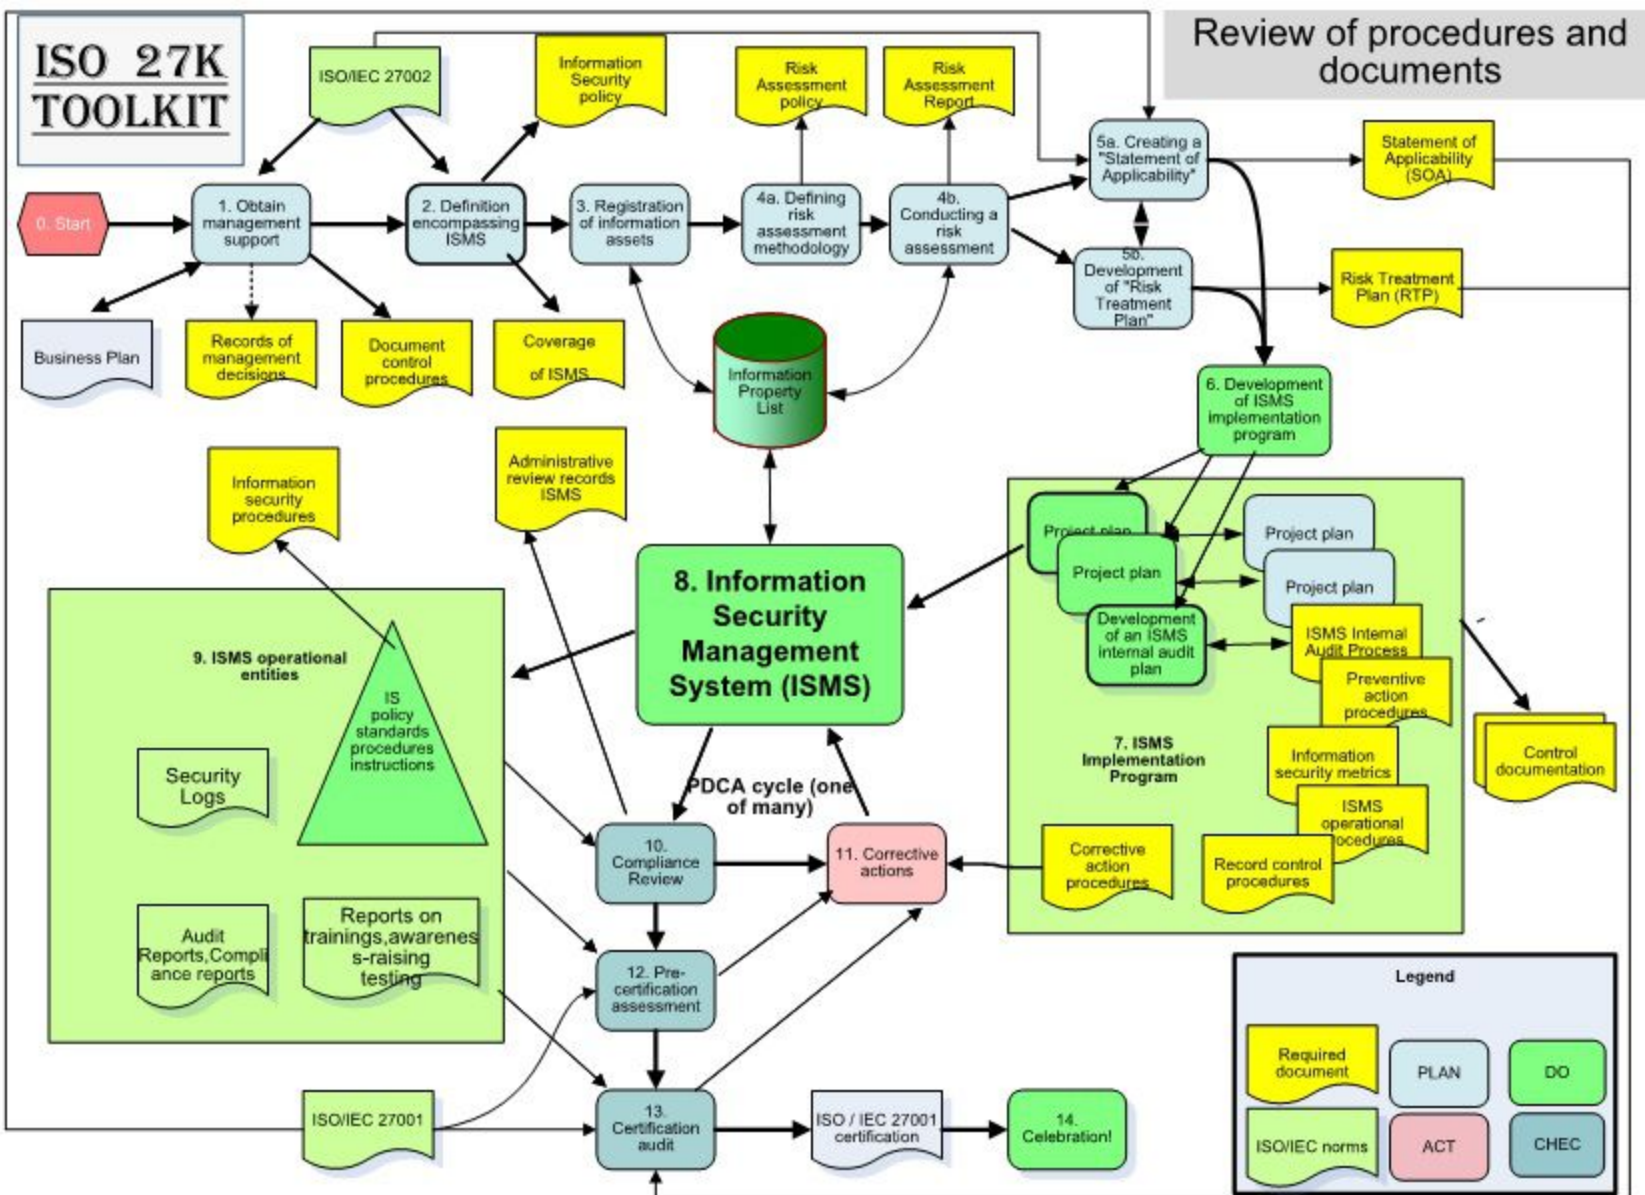 ISO 27K
TOOLKIT
Review of procedures and
documents
ISO/IEC 27002
Information
Security
policy
Risk
Assessment
policy
Risk
Assessment
Report
5a. Creating a
"Statement of
Applicability"
Statement of
Applicability
(SOA)
0. Start
1. Obtain
management
support
2. Definition
encompassing
ISMS
3. Registration
of information
assets
4a. Defining
risk
assessment
methodology
4b.
Conducting a
risk
assessment
5b.
Development
of "Risk
Treatment
Plan"
Risk Treatment
Plan (RTP)
Business Plan
Records of
management
decisions
Document
control
procedures
Coverage
of ISMS
Information
Property
List
6. Development
of ISMS
implementation
program
Information
security
procedures
Administrative
review records
ISMS
8. Information
Security
Management
System (ISMS)
Project plan
Project plan
Development
of an ISMS
internal audit
plan
Project plan
Project plan
ISMS Internal
Audit Process
Preventive
action
procedures
7. ISMS
Implementation
Program
Information
security metrics
ISMS
operational
procedures
Corrective
action
procedures
Record control
procedures
Control
documentation
9. ISMS operational
entities
IS
policy
standards
procedures
instructions
Security
Logs
Audit
Reports,Compli
ance reports
Reports on
trainings,awarenes
s-raising
testing
PDCA cycle (one
of many)
10.
Compliance
Review
11. Corrective
actions
12. Pre-
certification
assessment
ISO/IEC 27001
13.
Certification
audit
ISO / IEC 27001
certification
14.
Celebration!
Legend
Required
document
PLAN
DO
ISO/IEC norms
ACT
CHEC